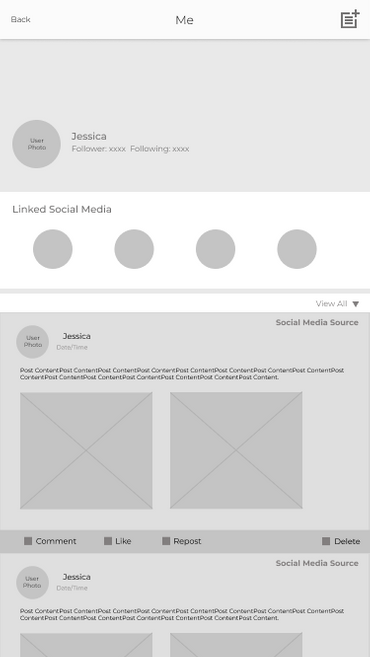 Back
Me
User
Photo
Jessica
Follower: xxxx  Following: xxxx
Linked Social Media
View All
Social Media Source
User
Photo
Jessica
Date/Time
Post ContentPost ContentPost ContentPost ContentPost ContentPost ContentPost ContentPost
ContentPost ContentPost ContentPost ContentPost ContentPost ContentPost Content.
Comment
Like
Repost
Delete
Social Media Source
User
Photo
Jessica
Date/Time
Post ContentPost ContentPost ContentPost ContentPost ContentPost ContentPost ContentPost
ContentPost ContentPost ContentPost ContentPost ContentPost ContentPost Content.